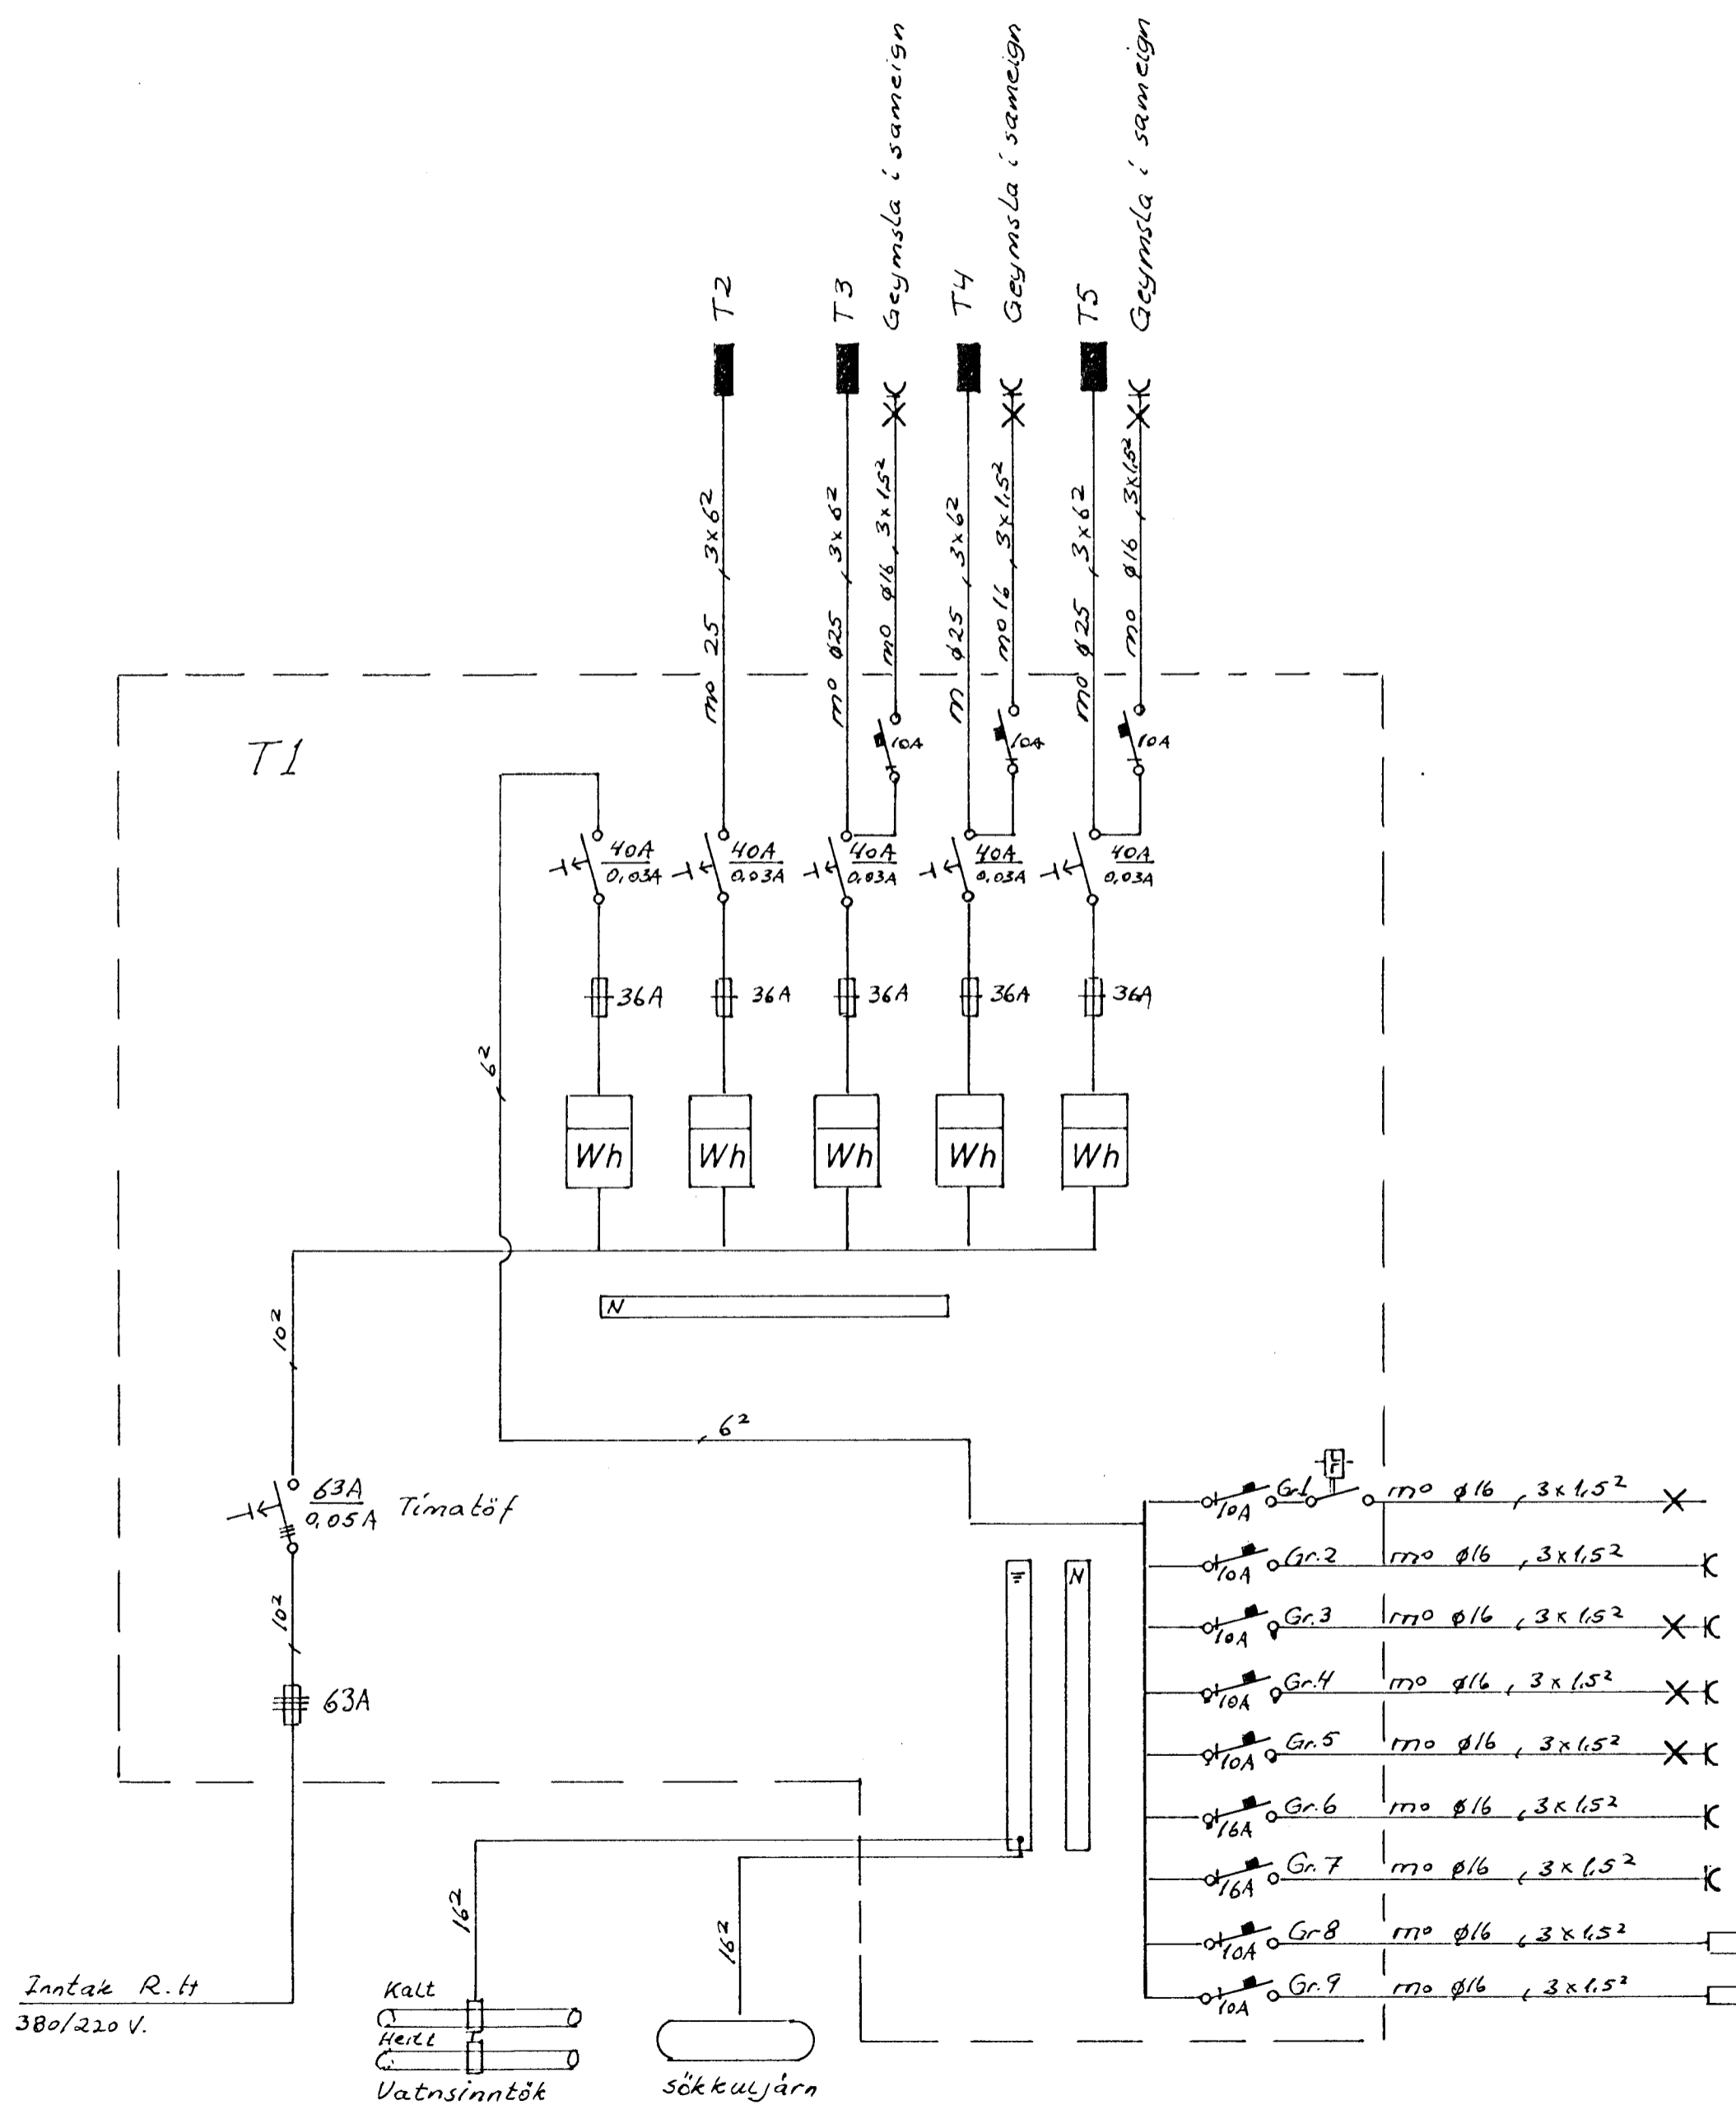 Geymsla í sameign
Geymsla í sameign
Geymsla í sameign
T2
T3
T4
T5
mo 25 , 3x6²
mo ø25 , 3x6²
mo ø16 , 3x1,5²
m ø25 , 3x6²
mo 16 , 3x1,5²
mo ø25 , 3x6²
mo ø16 , 3x1,5²
T1
10A
10A
10A
40A
0,03A
40A
0,03A
40A
0,03A
40A
0,03A
40A
0,03A
36A
36A
36A
36A
36A
6²
Wh
Wh
Wh
Wh
Wh
N
10²
6²
63A
0,05A
Tímatöf
10²
63A
10A Gr.1 mo ø16 , 3x1,5²
10A Gr.2 mo ø16 , 3x1,5²
10A Gr.3 mo ø16 , 3x1,5²
10A Gr.4 mo ø16 , 3x1,5²
10A Gr.5 mo ø16 , 3x1,5²
16A Gr.6 mo ø16 , 3x1,5²
16A Gr.7 mo ø16 , 3x1,5²
10A Gr8 mo ø16 , 3x1,5²
10A Gr.9 mo ø16 , 3x1,5²
N
16²
16²
Inntak R.H
380/220 V.
Kalt
Heitt
Vatnsinntök
Sökkuljárn